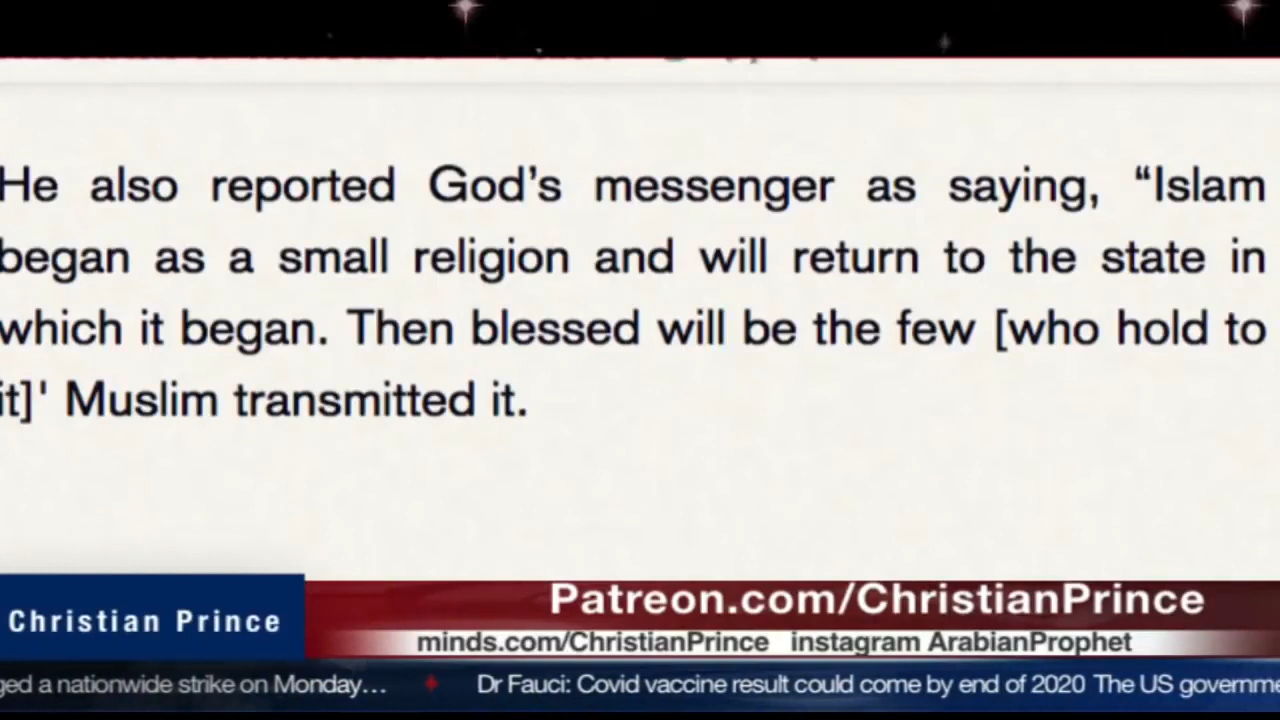 He also reported God's messenger as saying, “Islam
began as a small religion and will return to the state in
which it began. Then blessed will be the few [who hold to
it]' Muslim transmitted it.
Christian Prince
Patreon.com/ChristianPrince
minds.com/ChristianPrince instagram ArabianProphet
a nationwide strike on Monday... Dr Fauci: Covid vaccine result could come by end of 2020 The US